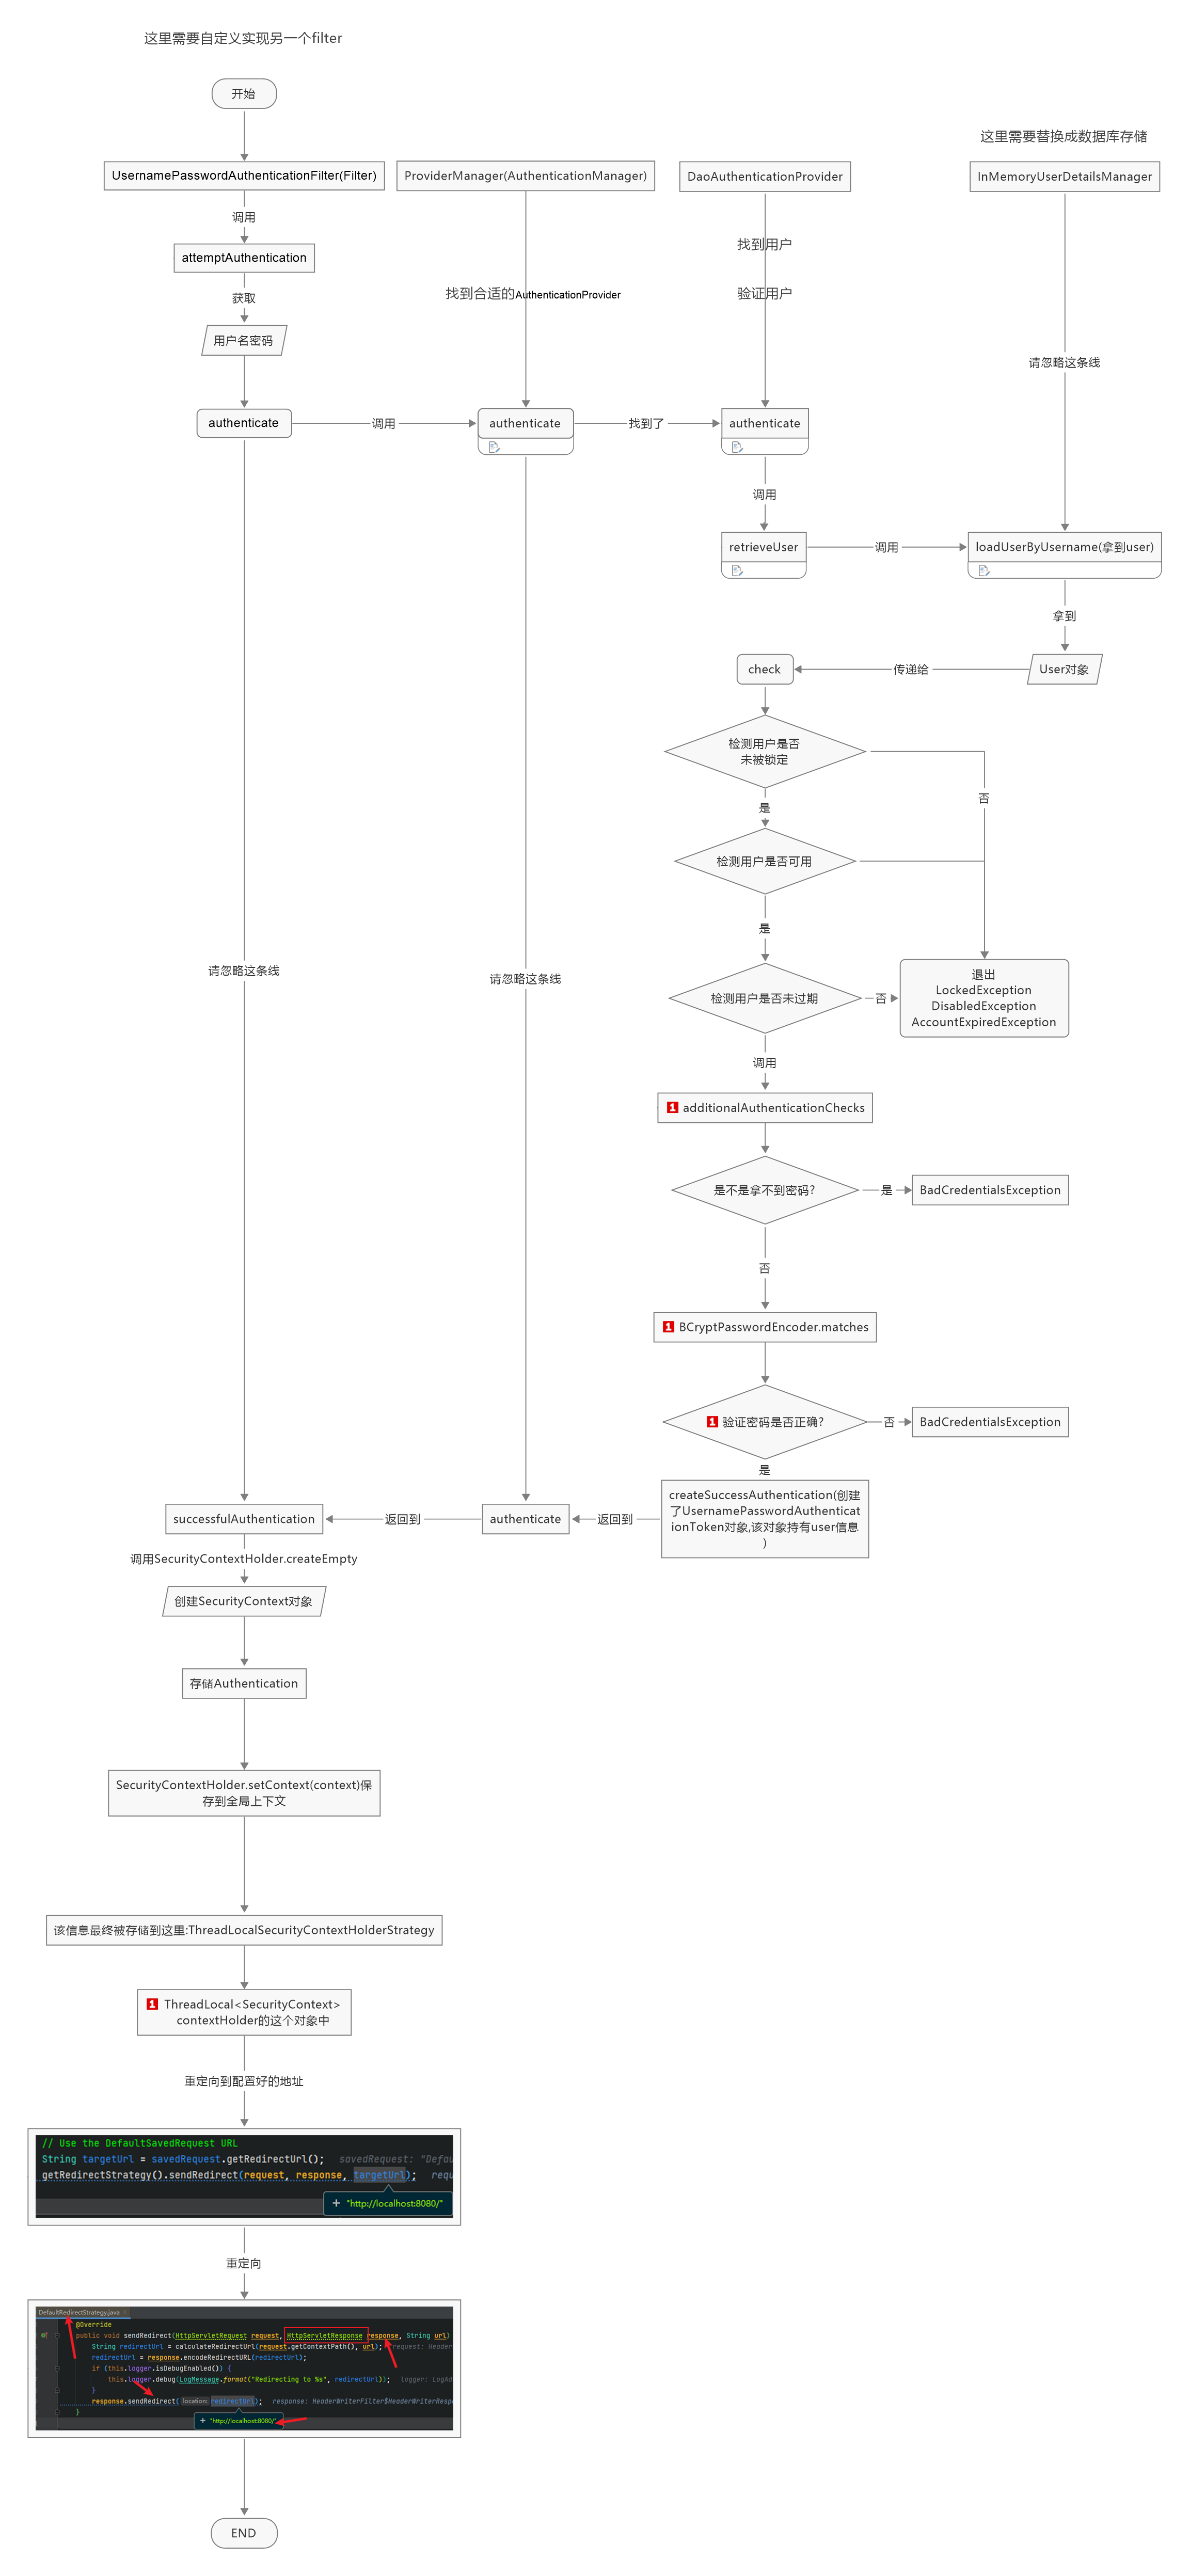 这里需要自定义实现另一个filter
开始
这里需要替换成数据库存储
UsernamePasswordAuthenticationFilter(Filter)
ProviderManager(AuthenticationManager)
DaoAuthenticationProvider
InMemoryUserDetailsManager
调用
找到用户
attemptAuthentication
获取
找到合适的AuthenticationProvider
验证用户
用户名密码
请忽略这条线
authenticate
调用
authenticate
找到了
authenticate
调用
retrieveUser
调用
loadUserByUsername(拿到user)
拿到
check
传递给
User对象
检测用户是否
未被锁定
否
是
检测用户是否可用
是
请忽略这条线
请忽略这条线
检测用户是否未过期
否
退出
LockedException
DisabledException
AccountExpiredException
调用
1 additionalAuthenticationChecks
是不是拿不到密码?
是
BadCredentialsException
否
1 BCryptPasswordEncoder.matches
1 验证密码是否正确?
否
BadCredentialsException
是
createSuccessAuthentication(创建
了UsernamePasswordAuthenticat
ionToken对象,该对象持有user信息
)
successfulAuthentication
返回到
authenticate
返回到
调用SecurityContextHolder.createEmpty
创建SecurityContext对象
存储Authentication
SecurityContextHolder.setContext(context)保
存到全局上下文
该信息最终被存储到这里:ThreadLocalSecurityContextHolderStrategy
1 ThreadLocal<SecurityContext>
contextHolder的这个对象中
重定向到配置好的地址
// Use the DefaultSavedRequest URL
String targetUrl = savedRequest.getRedirectUrl(); savedRequest: "Defau
getRedirectStrategy().sendRedirect(request, response, targetUrl); requ
+ "http://localhost:8080/"
重定向
DefaultRedirectStrategy.java
@Override
public void sendRedirect(HttpServletRequest request, HttpServletResponse response, String url)
String redirectUrl = calculateRedirectUrl(request.getContextPath(), url); request: Header
redirectUrl = response.encodeRedirectURL(redirectUrl);
if (this.logger.isDebugEnabled()) {
this.logger.debug(LogMessage.format("Redirecting to %s", redirectUrl)); logger: LogAd
}
response.sendRedirect( location: redirectUrl); response: HeaderWriterFilter$HeaderWriterRespo
}
+ "http://localhost:8080/"
END